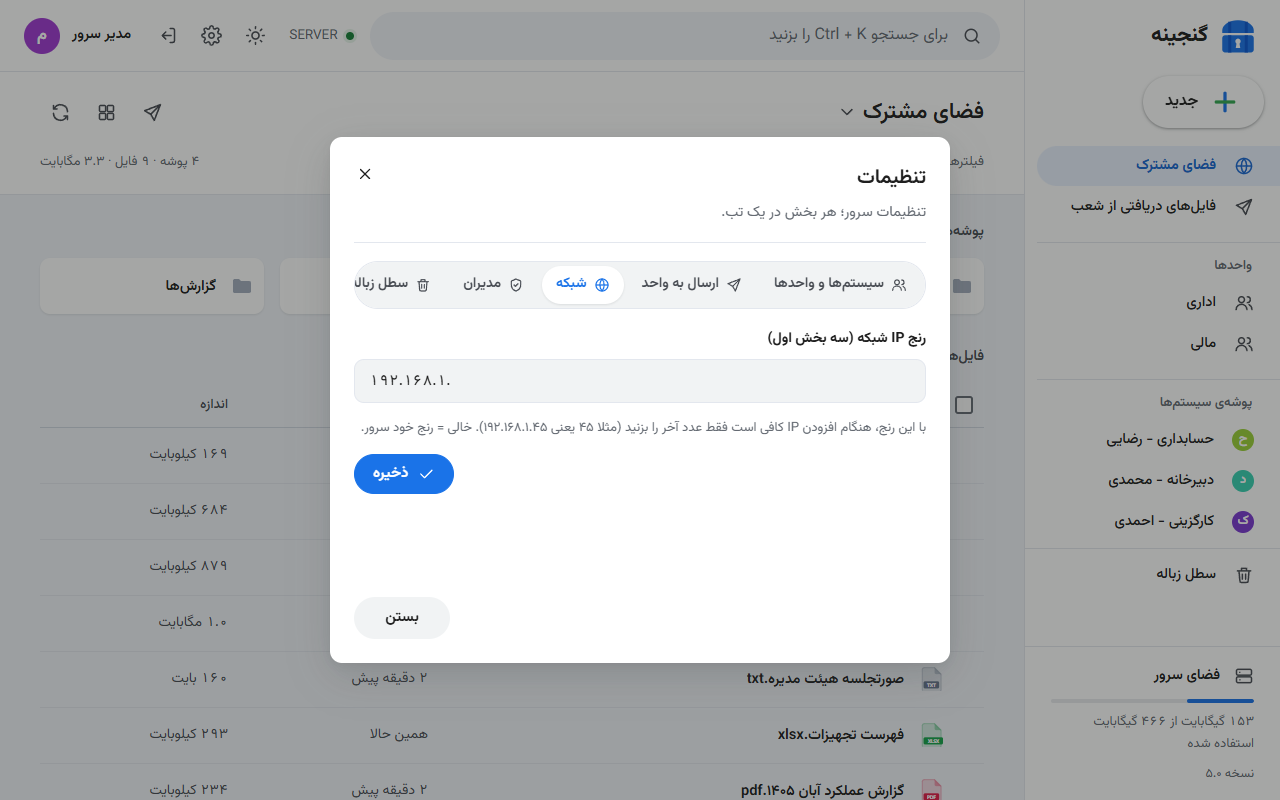 گنجینه
برای جستجو Ctrl + K را بزنید
SERVER
مدیر سرور
م
جدید
فضای مشترک
فایل‌های دریافتی از شعب
واحدها
اداری
مالی
پوشه‌ی سیستم‌ها
ح حسابداری - رضایی
د دبیرخانه - محمدی
ک کارگزینی - احمدی
سطل زباله
فضای سرور
۱۵۳ گیگابایت از ۴۶۶ گیگابایت
استفاده شده
نسخه ۵.۰
فضای مشترک
۴ پوشه · ۹ فایل · ۳.۳ مگابایت
گزارش‌ها
اندازه
۱۶۹ کیلوبایت
۶۸۴ کیلوبایت
۸۷۹ کیلوبایت
۱.۰ مگابایت
TXT صورتجلسه هیئت مدیره.txt ۲ دقیقه پیش ۱۶۰ بایت
XLSX فهرست تجهیزات.xlsx همین حالا ۲۹۳ کیلوبایت
PDF گزارش عملکرد آبان ۱۴۰۵.pdf ۲ دقیقه پیش ۲۳۴ کیلوبایت
تنظیمات
تنظیمات سرور؛ هر بخش در یک تب.
سیستم‌ها و واحدها
ارسال به واحد
شبکه
مدیران
سطل زباله
رنج IP شبکه (سه بخش اول)
۱۹۲.۱۶۸.۱.
با این رنج، هنگام افزودن IP کافی است فقط عدد آخر را بزنید (مثلا ۴۵ یعنی ۱۹۲.۱۶۸.۱.۴۵). خالی = رنج خود سرور.
ذخیره
بستن